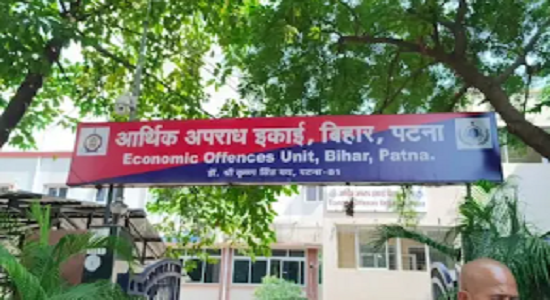 आर्थिक अपराध इकाई, बिहार, पटना
Economic Offences Unit, Bihar, Patna.
डॉ. श्री कृष्ण सिंह पथ, पटना-01